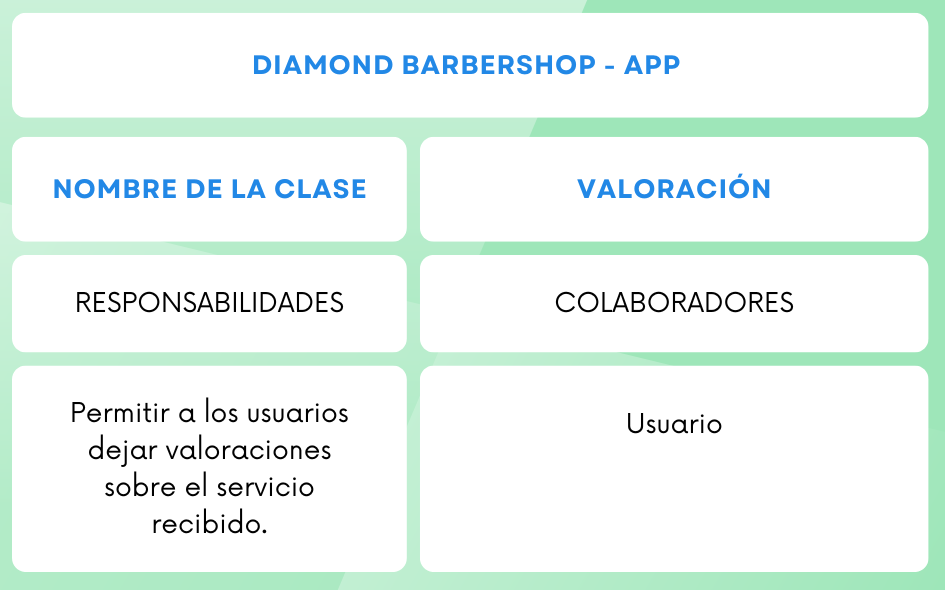 DIAMOND BARBERSHOP - APP
NOMBRE DE LA CLASE
VALORACIÓN
RESPONSABILIDADES
COLABORADORES
Permitir a los usuarios
dejar valoraciones
sobre el servicio
recibido.
Usuario